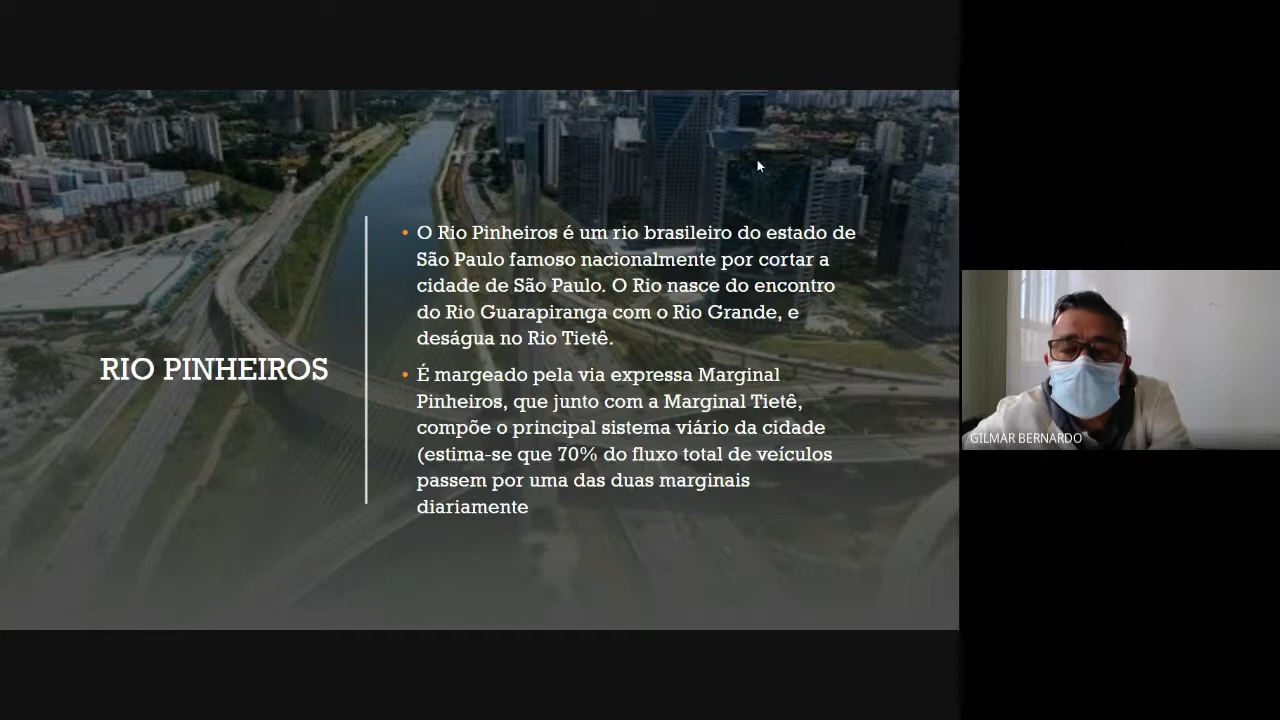 RIO PINHEIROS
• O Rio Pinheiros é um rio brasileiro do estado de
São Paulo famoso nacionalmente por cortar a
cidade de São Paulo. O Rio nasce do encontro
do Rio Guarapiranga com o Rio Grande, e
deságua no Rio Tietê.
• É margeado pela via expressa Marginal
Pinheiros, que junto com a Marginal Tietê,
compõe o principal sistema viário da cidade
(estima-se que 70% do fluxo total de veículos
passem por uma das duas marginais
diariamente
GILMAR BERNARDO